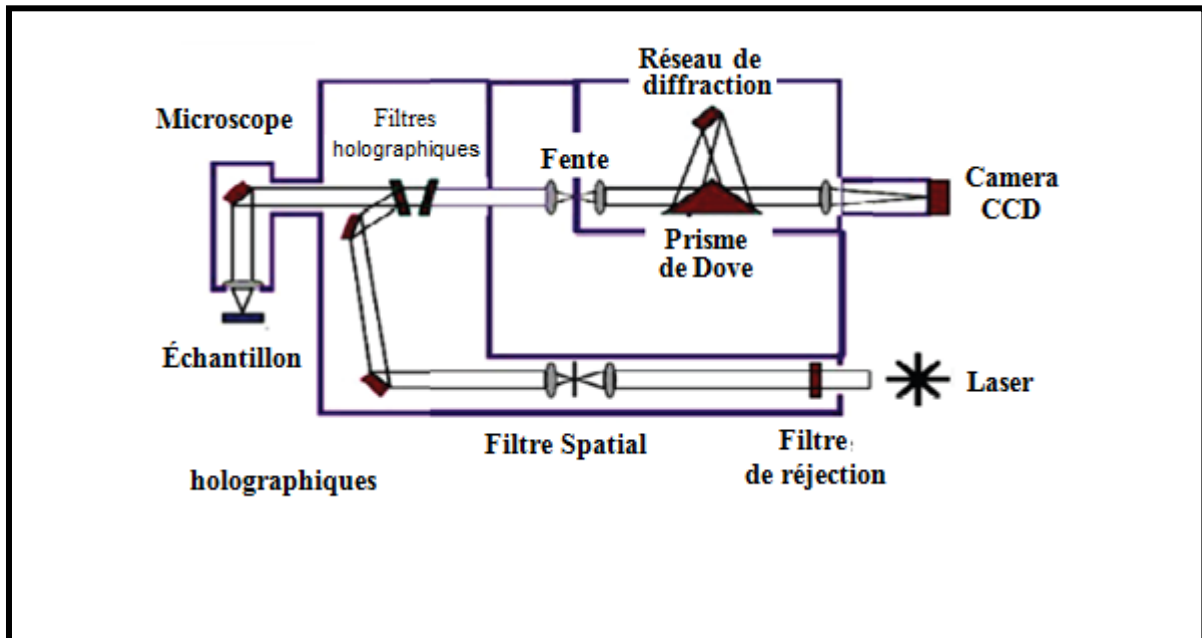 Réseau de
diffraction
Microscope
Filtres
holographiques
Fente
Camera
CCD
Prisme
de Dove
Échantillon
Laser
Filtre Spatial
Filtre
de réjection
holographiques